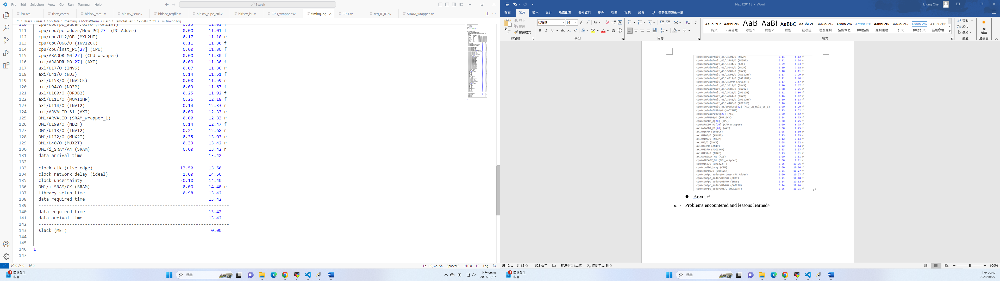 File Edit Selection View Go Run Terminal Help
Search
isa.sva riscv_core.v biriscv_mmu.v biriscv_issue.v biriscv_regfile.v biriscv_pipe_ctrl.v biriscv_lsu.v CPU_wrapper.sv timing.log CPU.sv reg_IF_ID.sv SRAM_wrapper.sv
C: > Users > user > AppData > Roaming > MobaXterm > slash > RemoteFiles > 197584_2_21 > timing.log
110 cpu/cpu/pc_adder/U5/O (MOAI1HT) 0.25 11.01 f
111 cpu/cpu/pc_adder/New_PC[27] (PC_Adder) 0.00 11.01 f
112 cpu/cpu/U12/OB (MXL2HT) 0.17 11.18 r
113 cpu/cpu/U66/O (INV12CK) 0.11 11.30 f
114 cpu/cpu/inst_PC[27] (CPU) 0.00 11.30 f
115 cpu/ARADDR_M0[27] (CPU_wrapper) 0.00 11.30 f
116 axi/ARADDR_M0[27] (AXI) 0.00 11.30 f
117 axi/U17/O (INV6) 0.07 11.36 r
118 axi/U41/O (ND3) 0.14 11.51 f
119 axi/U153/O (INV2CK) 0.08 11.59 r
120 axi/U94/O (ND3P) 0.09 11.67 f
121 axi/U180/O (OR3B2) 0.25 11.92 f
122 axi/U111/O (MOAI1HP) 0.26 12.18 f
123 axi/U114/O (INV12) 0.14 12.33 r
124 axi/ARVALID_S1 (AXI) 0.00 12.33 r
125 DM1/ARVALID (SRAM_wrapper_1) 0.00 12.33 r
126 DM1/U198/O (ND2F) 0.14 12.47 f
127 DM1/U113/O (INV12) 0.21 12.68 r
128 DM1/U122/O (MUX2T) 0.35 13.03 r
129 DM1/U40/O (MUX2T) 0.39 13.42 r
130 DM1/i_SRAM/A4 (SRAM) 0.00 13.42 r
131 data arrival time 13.42
132
133 clock clk (rise edge) 13.50 13.50
134 clock network delay (ideal) 1.00 14.50
135 clock uncertainty -0.10 14.40
136 DM1/i_SRAM/CK (SRAM) 0.00 14.40 r
137 library setup time -0.98 13.42
138 data required time 13.42
139 --------------------------------------------------------------------------
140 data required time 13.42
141 data arrival time -13.42
142 --------------------------------------------------------------------------
143 slack (MET) 0.00
144
145
146 1
147
0 0 0 Ln 110, Col 56 Spaces: 2 UTF-8 LF Log
1 即將發生
收益
搜尋
英
下午 09:49
2023/10/27
N26120113 - Word
Lijung Chen
檔案 常用 插入 設計 版面配置 參考資料 郵件 校閱 檢視 說明 告訴我您想做什麼
貼上 剪下 複製 複製格式
標楷體 14
B I U abc
AaBbCcDc AaBbCcDc AaB AaBl AaBbC AaBbCcD AaBbCcDc AaBbCcDc AaBbCcDc AaBbCcDc AaBbCcDc AaBbCcDc AaBbCcDc
內文 無間距 標題 1 標題 2 標題 副標題 區別強調 強調斜體 鮮明強調 強調粗體 引文 鮮明引文 區別參考
尋找 取代 選取
增益集
剪貼簿 字型 段落 樣式 編輯 增益集
cpu/cpu/alu/mult_45/U4901/O (ND2P) 0.11 6.12 f
cpu/cpu/alu/mult_45/U2789/O (ND3HT) 0.12 6.24 r
cpu/cpu/alu/mult_45/U1034/S (FA1) 0.59 6.83 f
cpu/cpu/alu/mult_45/U5949/O (ND2P) 0.19 7.02 r
cpu/cpu/alu/mult_45/U5309/O (INV3) 0.10 7.11 f
cpu/cpu/alu/mult_45/U2993/O (AOI12HT) 0.17 7.29 r
cpu/cpu/alu/mult_45/U4811/O (OAI12HP) 0.11 7.40 f
cpu/cpu/alu/mult_45/U490/O (AOI12HT) 0.17 7.57 r
cpu/cpu/alu/mult_45/U3018/O (INV8) 0.10 7.67 f
cpu/cpu/alu/mult_45/U2880/O (INV12) 0.08 7.75 r
cpu/cpu/alu/mult_45/U5421/O (OAI12H) 0.11 7.86 f
cpu/cpu/alu/mult_45/U4361/O (INV2) 0.16 8.02 r
cpu/cpu/alu/mult_45/U3041/O (OAI12HT) 0.10 8.13 f
cpu/cpu/alu/mult_45/U4186/O (XOR2HP) 0.16 8.29 f
cpu/cpu/alu/mult_45/product[52] (ALU_DW_mult_tc_1) 0.00 8.29 f
cpu/cpu/alu/U301/O (MAOI1HT) 0.23 8.52 f
cpu/cpu/alu/Dout[20] (ALU) 0.00 8.52 f
cpu/cpu/U102/O (BUF12CK) 0.24 8.75 f
cpu/cpu/DM_A[20] (CPU) 0.00 8.75 f
cpu/ARADDR_M1[20] (CPU_wrapper) 0.00 8.75 f
axi/ARADDR_M1[20] (AXI) 0.00 8.75 f
axi/U16/O (INV6CK) 0.05 8.80 r
axi/U265/O (AN4B1) 0.23 9.03 r
axi/U105/O (ND3P) 0.12 9.14 f
axi/U6/O (INV3) 0.08 9.22 r
axi/U93/O (AN4P) 0.22 9.44 r
axi/U33/O (AOI13HP) 0.13 9.57 f
axi/U137/O (ND2F) 0.23 9.81 r
axi/ARREADY_M1 (AXI) 0.00 9.81 r
cpu/ARREADY_M1 (CPU_wrapper) 0.00 9.81 r
cpu/U163/O (OAI222HT) 0.25 10.06 f
cpu/cpu/DM_busy (CPU) 0.00 10.06 f
cpu/cpu/U8/O (BUF12CK) 0.21 10.27 f
cpu/cpu/pc_adder/DM_busy (PC_Adder) 0.00 10.27 f
cpu/cpu/pc_adder/U62/O (OR2T) 0.21 10.48 f
cpu/cpu/pc_adder/U55/O (INV8) 0.14 10.62 r
cpu/cpu/pc_adder/U14/O (OAI22H) 0.14 10.76 f
cpu/cpu/pc_adder/U5/O (MOAI1HT) 0.25 11.01 f
● Area :
五、 Problems encountered and lessons learned
第 12 頁，共 12 頁 1628 個字 繁體中文 (台灣) 協助工具: 調查 100%
1 即將發生
收益
搜尋
下午 09:49
2023/10/27